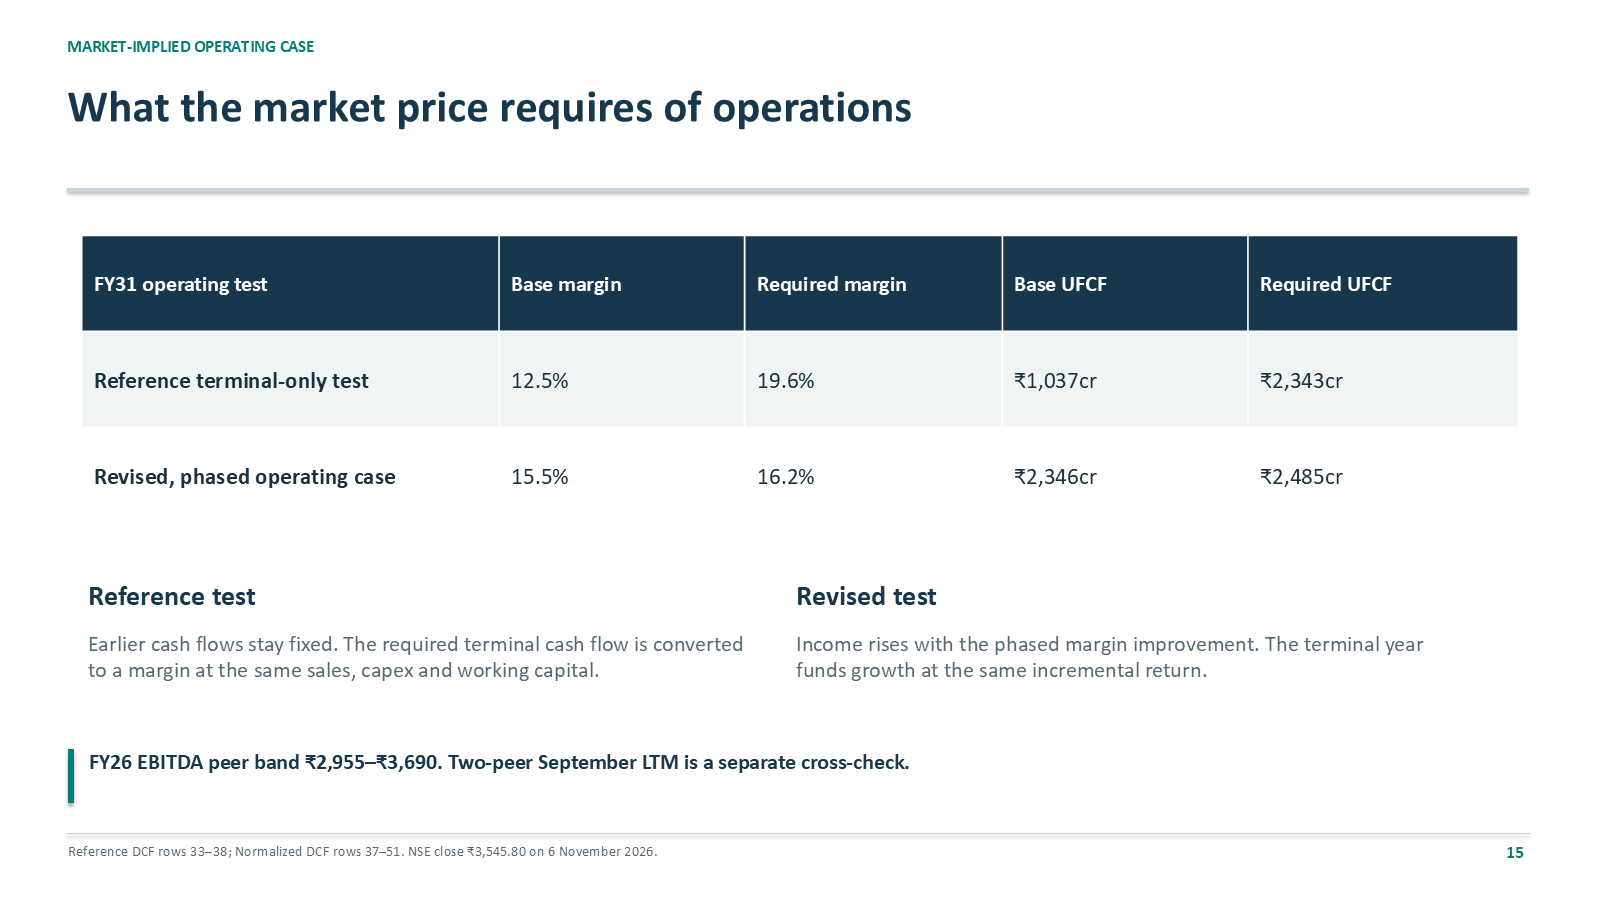 MARKET-IMPLIED OPERATING CASE
What the market price requires of operations
FY31 operating test Base margin Required margin Base UFCF Required UFCF
Reference terminal-only test 12.5% 19.6% ₹1,037cr ₹2,343cr
Revised, phased operating case 15.5% 16.2% ₹2,346cr ₹2,485cr
Reference test
Earlier cash flows stay fixed. The required terminal cash flow is converted
to a margin at the same sales, capex and working capital.
Revised test
Income rises with the phased margin improvement. The terminal year
funds growth at the same incremental return.
FY26 EBITDA peer band ₹2,955–₹3,690. Two-peer September LTM is a separate cross-check.
Reference DCF rows 33–38; Normalized DCF rows 37–51. NSE close ₹3,545.80 on 6 November 2026.
15